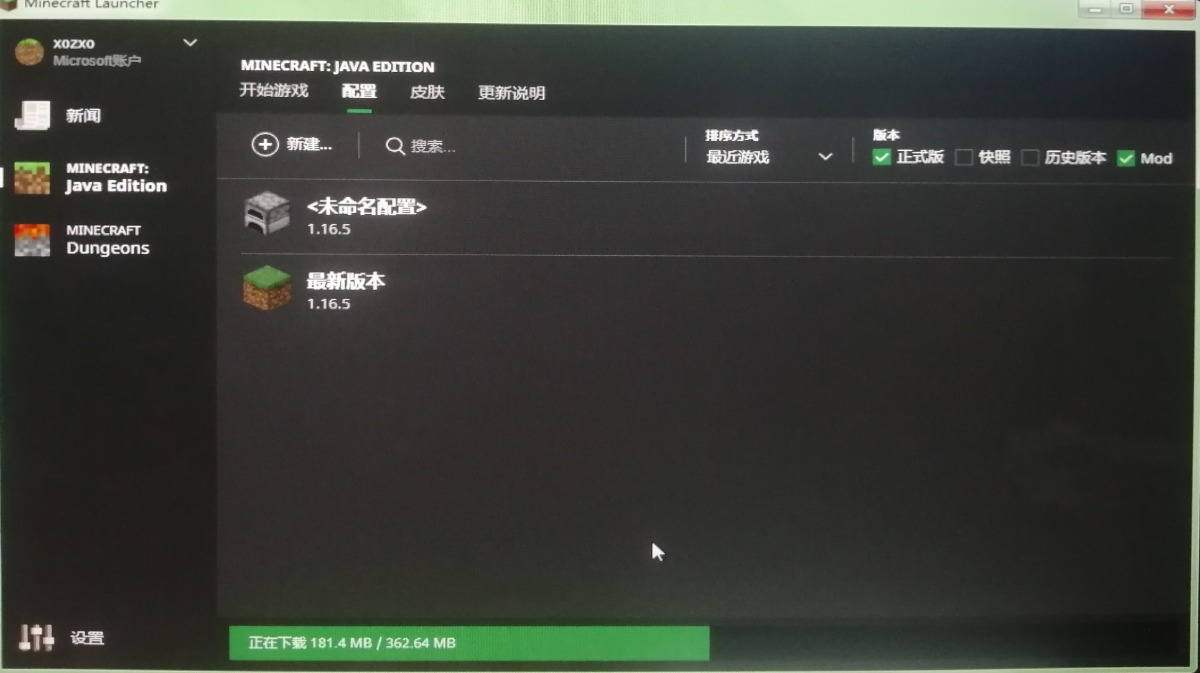 Minecraft Launcher
xozxo
Microsoft账户
新闻
MINECRAFT:
Java Edition
MINECRAFT
Dungeons
设置
MINECRAFT: JAVA EDITION
开始游戏 配置 皮肤 更新说明
新建... 搜索...
排序方式
最近游戏
版本
正式版 快照 历史版本 Mod
<未命名配置>
1.16.5
最新版本
1.16.5
正在下载 181.4 MB / 362.64 MB